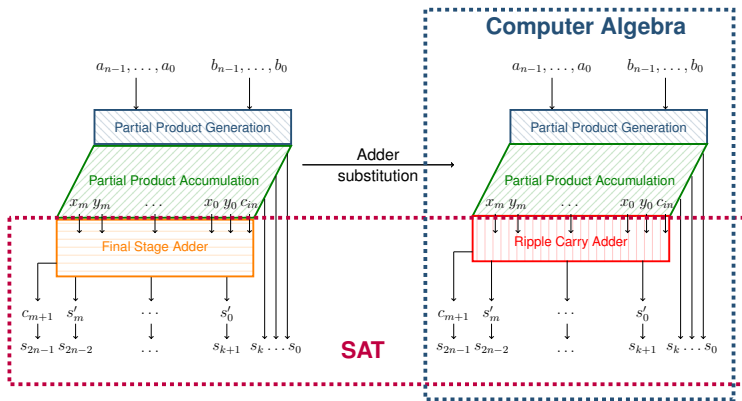 Computer Algebra
a_{n-1}, …, a_0 b_{n-1}, …, b_0 a_{n-1}, …, a_0 b_{n-1}, …, b_0
Partial Product Generation Partial Product Generation
Adder
substitution
Partial Product Accumulation Partial Product Accumulation
x_m y_m … x_0 y_0 c_{in} x_m y_m … x_0 y_0 c_{in}
Final Stage Adder Ripple Carry Adder
c_{m+1} s'_m … s'_0 c_{m+1} s'_m … s'_0
s_{2n-1} s_{2n-2} … s_{k+1} s_k … s_0 s_{2n-1} s_{2n-2} … s_{k+1} s_k … s_0
SAT